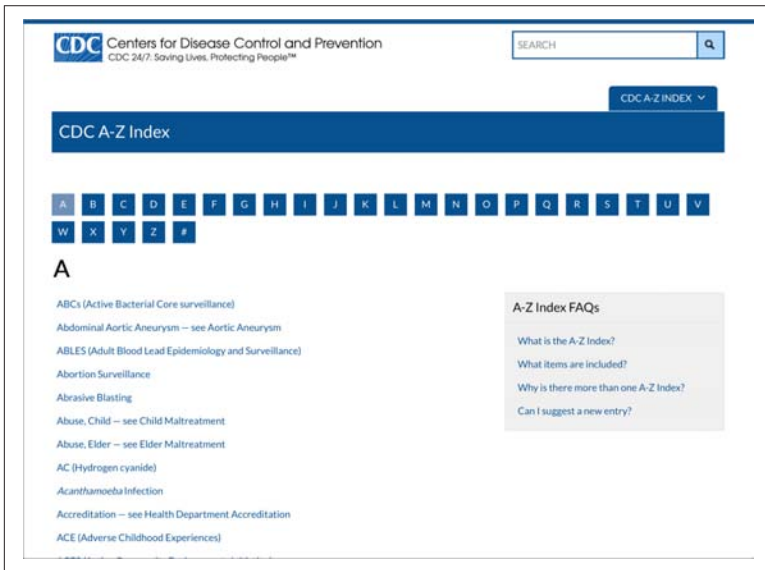 CDC Centers for Disease Control and Prevention
CDC 24/7: Saving Lives, Protecting People™
SEARCH
CDC A-Z INDEX
CDC A-Z Index
A B C D E F G H I J K L M N O P Q R S T U V
W X Y Z #
A
ABCs (Active Bacterial Core surveillance)
Abdominal Aortic Aneurysm — see Aortic Aneurysm
ABLES (Adult Blood Lead Epidemiology and Surveillance)
Abortion Surveillance
Abrasive Blasting
Abuse, Child — see Child Maltreatment
Abuse, Elder — see Elder Maltreatment
AC (Hydrogen cyanide)
Acanthamoeba Infection
Accreditation — see Health Department Accreditation
ACE (Adverse Childhood Experiences)
A-Z Index FAQs
What is the A-Z Index?
What items are included?
Why is there more than one A-Z Index?
Can I suggest a new entry?